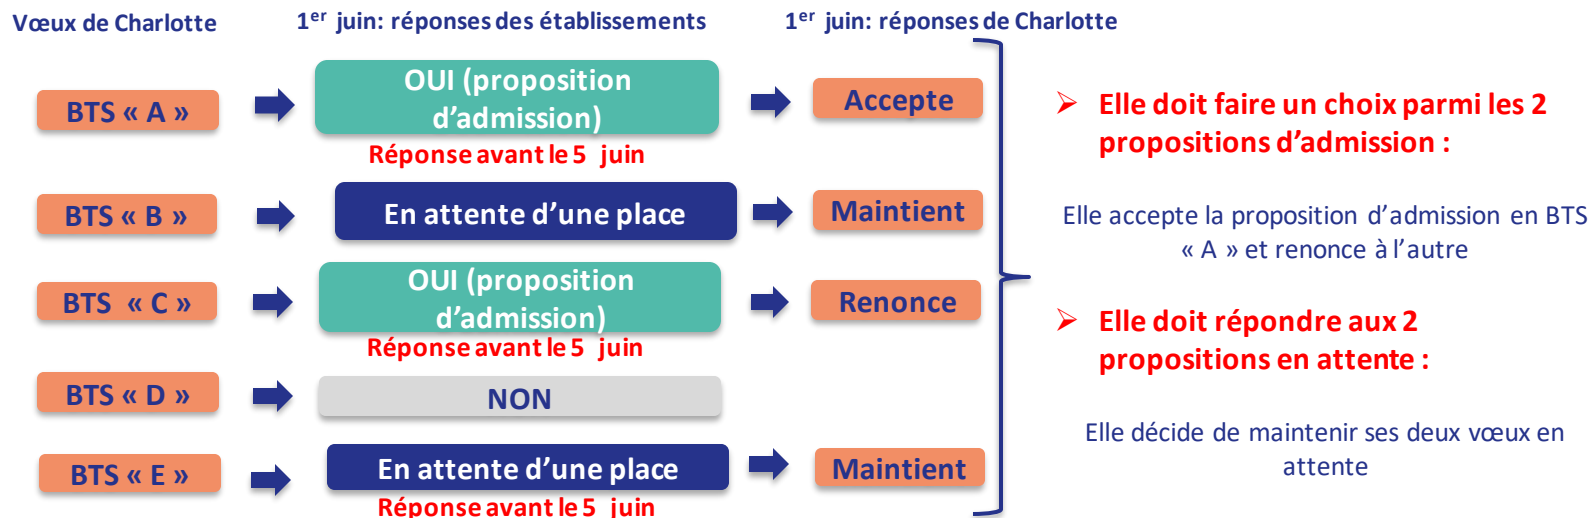 Vœux de Charlotte
1er juin: réponses des établissements
1er juin: réponses de Charlotte
BTS « A »
OUI (proposition
d’admission)
Réponse avant le 5 juin
Accepte
BTS « B »
En attente d’une place
Maintient
BTS « C »
OUI (proposition
d’admission)
Réponse avant le 5 juin
Renonce
BTS « D »
NON
BTS « E »
En attente d’une place
Réponse avant le 5 juin
Maintient
➢ Elle doit faire un choix parmi les 2
propositions d’admission :
Elle accepte la proposition d’admission en BTS
« A » et renonce à l’autre
➢ Elle doit répondre aux 2
propositions en attente :
Elle décide de maintenir ses deux vœux en
attente